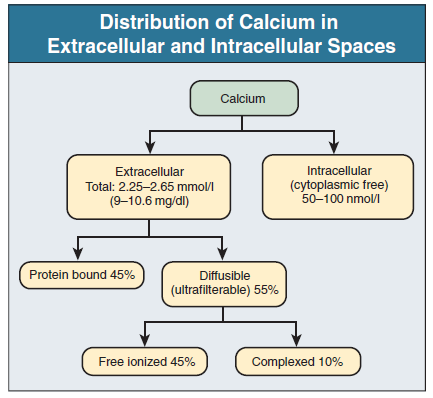 Distribution of Calcium in
Extracellular and Intracellular Spaces
Calcium
Extracellular
Total: 2.25–2.65 mmol/l
(9–10.6 mg/dl)
Intracellular
(cytoplasmic free)
50–100 nmol/l
Protein bound 45%
Diffusible
(ultrafilterable) 55%
Free ionized 45%
Complexed 10%